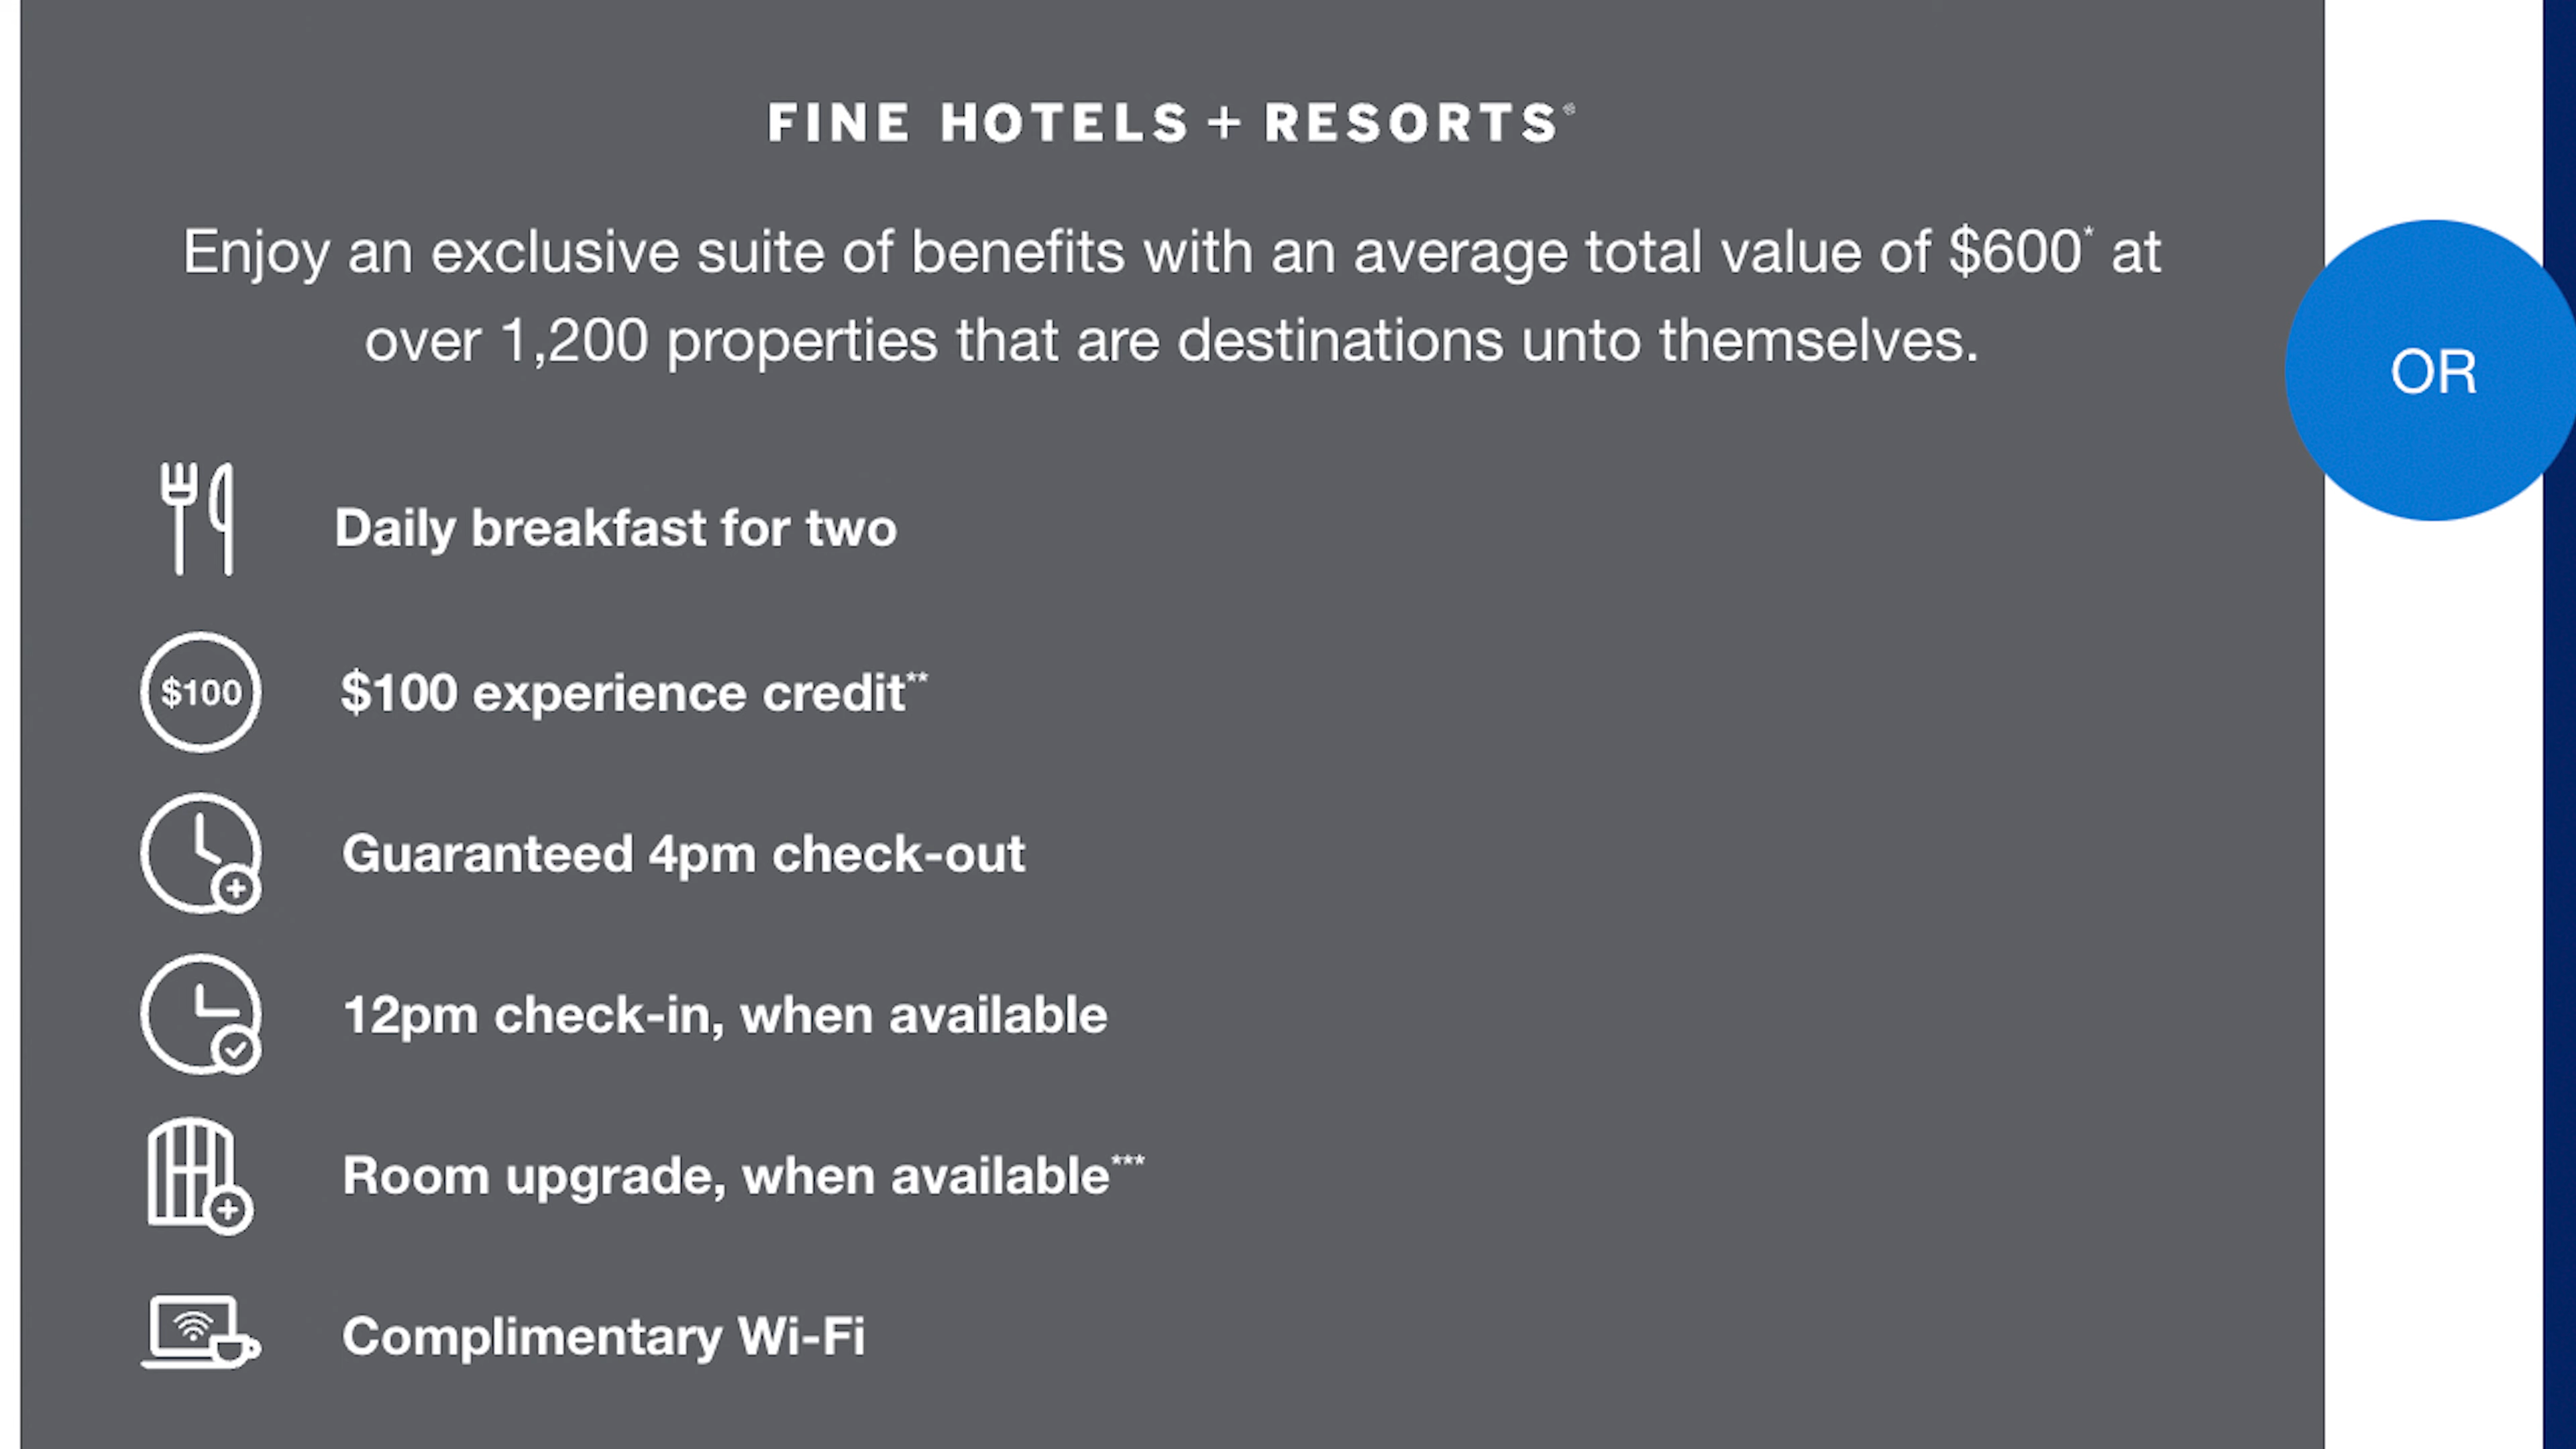 FINE HOTELS + RESORTS®
Enjoy an exclusive suite of benefits with an average total value of $600* at
over 1,200 properties that are destinations unto themselves.
OR
Daily breakfast for two
$100
$100 experience credit**
Guaranteed 4pm check-out
12pm check-in, when available
Room upgrade, when available***
Complimentary Wi-Fi